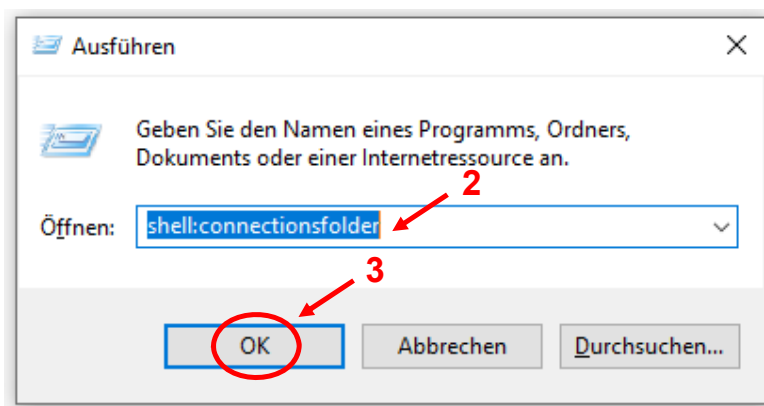 Ausführen
Geben Sie den Namen eines Programms, Ordners,
Dokuments oder einer Internetressource an.
2
Öffnen: shell:connectionsfolder
3
OK Abbrechen Durchsuchen...